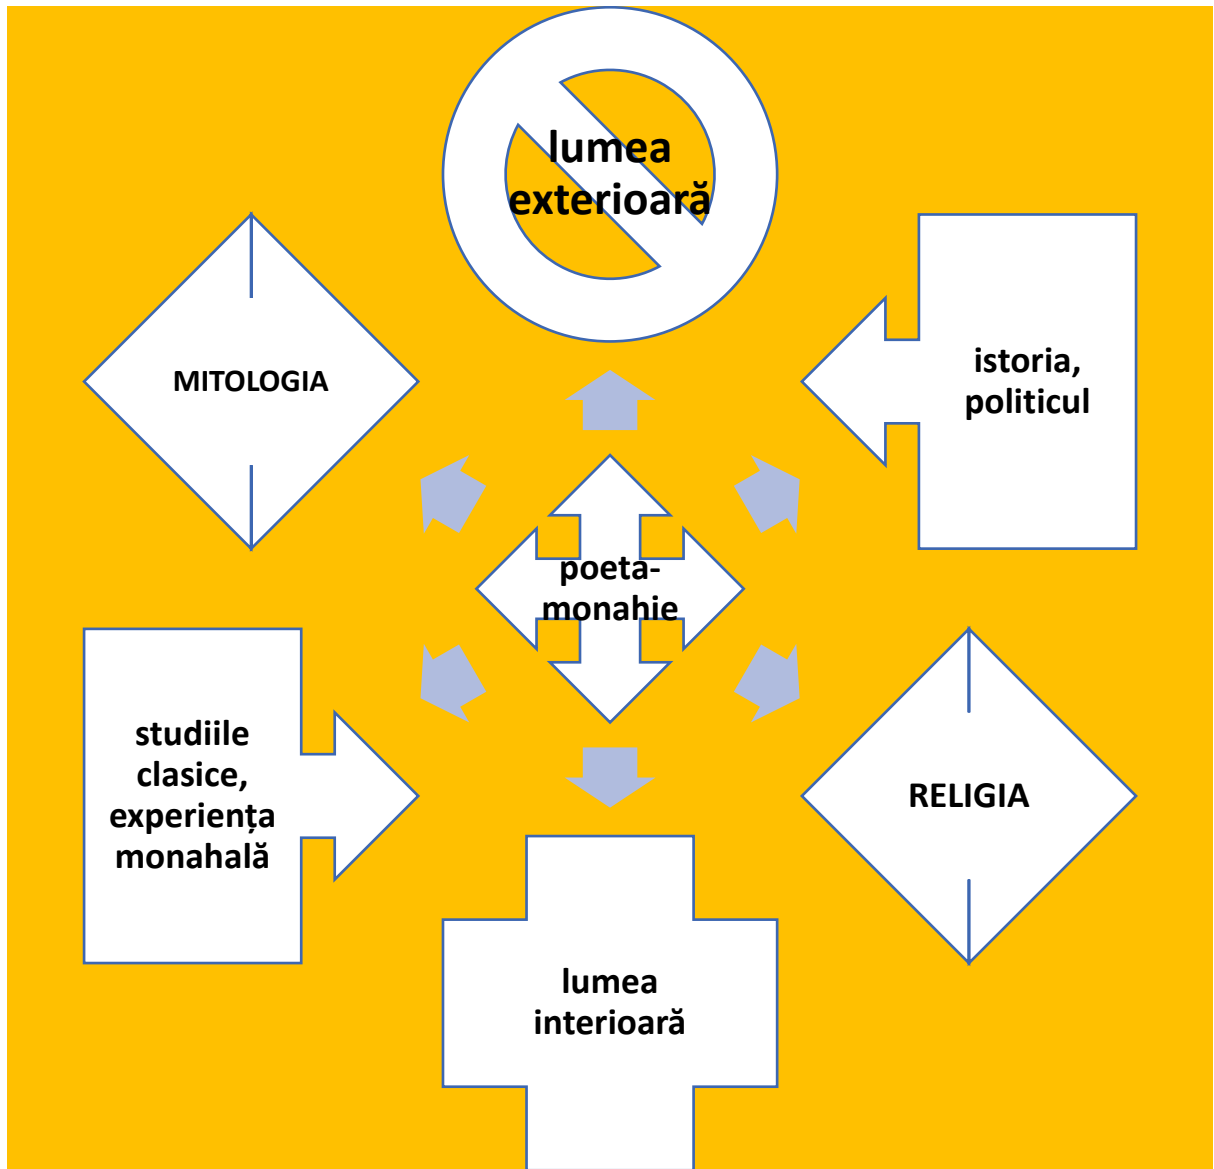 lumea
exterioară
MITOLOGIA
istoria,
politicul
poeta-
monahie
studiile
clasice,
experiența
monahală
RELIGIA
lumea
interioară